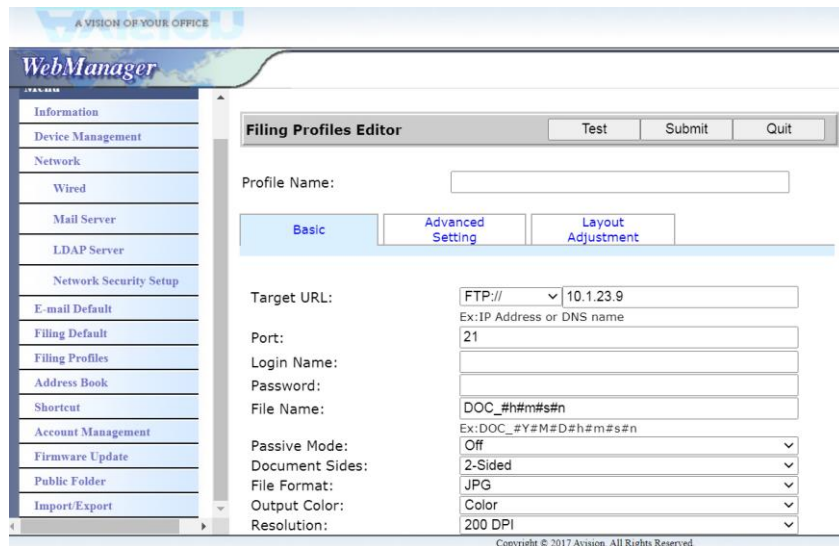 A VISION OF YOUR OFFICE
WebManager
Menu
Information
Device Management
Network
Wired
Mail Server
LDAP Server
Network Security Setup
E-mail Default
Filing Default
Filing Profiles
Address Book
Shortcut
Account Management
Firmware Update
Public Folder
Import/Export
Filing Profiles Editor Test Submit Quit
Profile Name:
Basic Advanced Setting Layout Adjustment
Target URL: FTP:// 10.1.23.9
Ex:IP Address or DNS name
Port: 21
Login Name:
Password:
File Name: DOC_#h#m#s#n
Ex:DOC_#Y#M#D#h#m#s#n
Passive Mode: Off
Document Sides: 2-Sided
File Format: JPG
Output Color: Color
Resolution: 200 DPI
Copyright © 2017 Avision. All Rights Reserved.